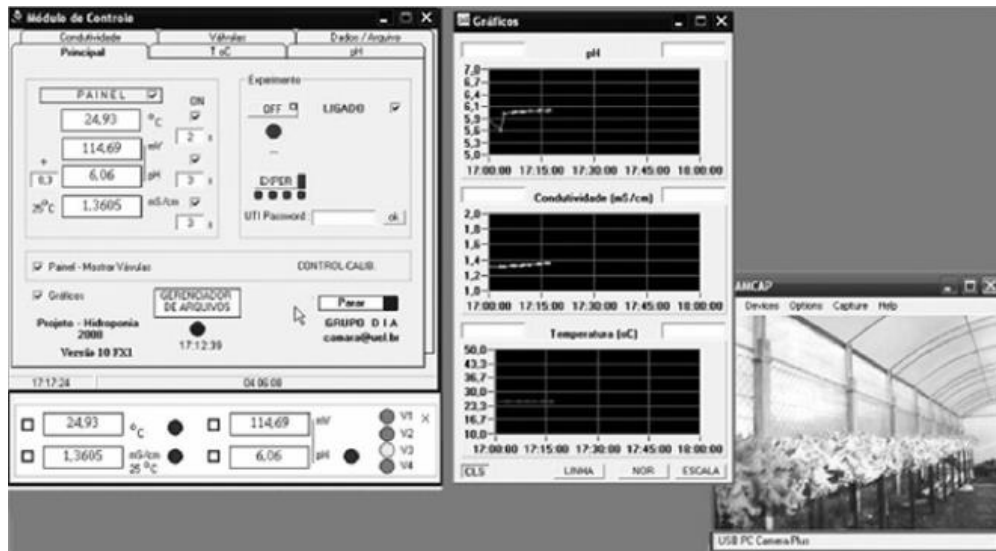 Módulo de Controle
Condutividade Válvulas Dados / Arquivo
Principal T oC pH
PAINEL
ON
24,93 °C
2 s
114,69 mV
+
0,3 6,06 pH
3 s
25°C 1.3605 mS/cm
3 s
Experimento
OFF LIGADO
...
EXPER
UTI Password: ok
Painel - Mostrar Vávulas CONTROL-CALIB.
Gráficos
GERENCIADOR
DE ARQUIVOS
Parar
Projeto - Hidroponia
2008
Versão 10 FX1
17:12:39
GRUPO D I A
camara@uel.br
17:17:24 04 06 08
24,93 °C 114,69 mV
1,3605 mS/cm
25 °C
6,06 pH
V1
V2
V3
V4
X
Gráficos
pH
7,0
6,7
6,4
6,1
5,9
5,6
5,3
5,0
17:00:00 17:15:00 17:30:00 17:45:00 18:00:00
Condutividade (mS/cm)
2,0
1,8
1,6
1,4
1,2
1,0
17:00:00 17:15:00 17:30:00 17:45:00 18:00:00
Temperatura (oC)
50,0
43,3
36,7
30,0
23,3
16,7
10,0
17:00:00 17:15:00 17:30:00 17:45:00 18:00:00
CLS LINHA NOR ESCALA
AMCAP
Devices Options Capture Help
USB PC Camera Plus